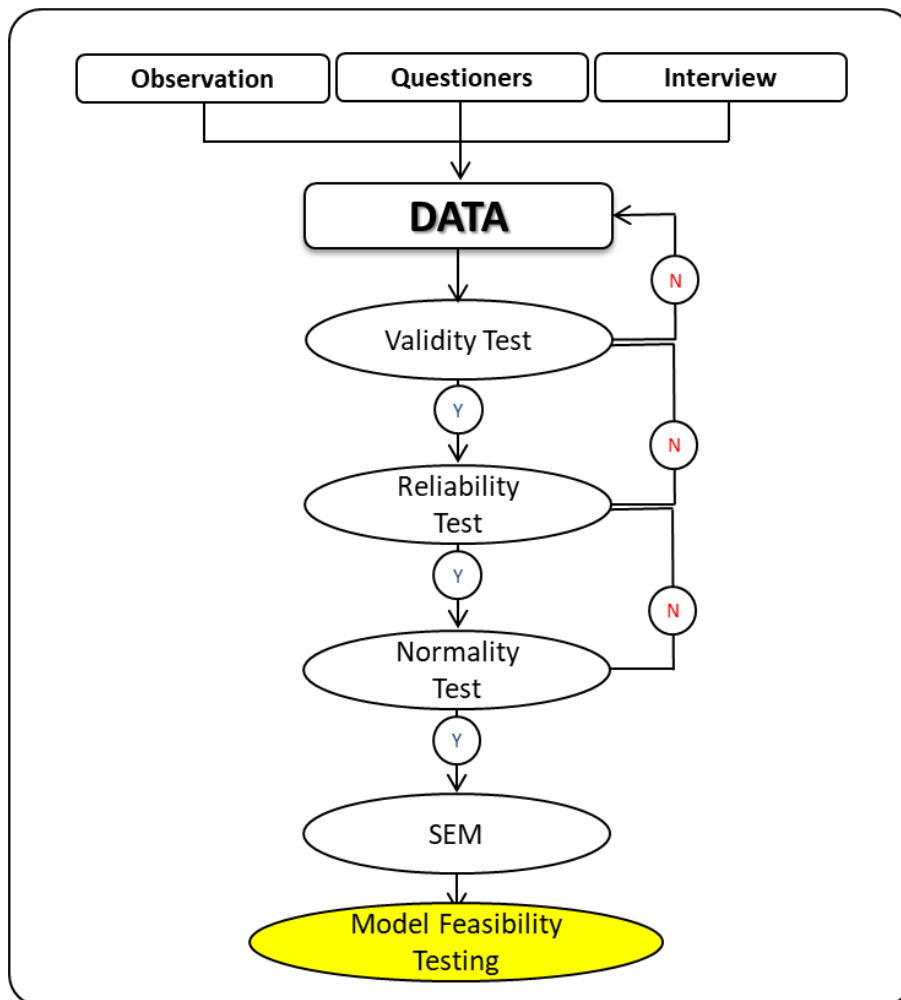 Observation
Questioners
Interview
DATA
N
Validity Test
Y
N
Reliability
Test
Y
N
Normality
Test
Y
SEM
Model Feasibility
Testing